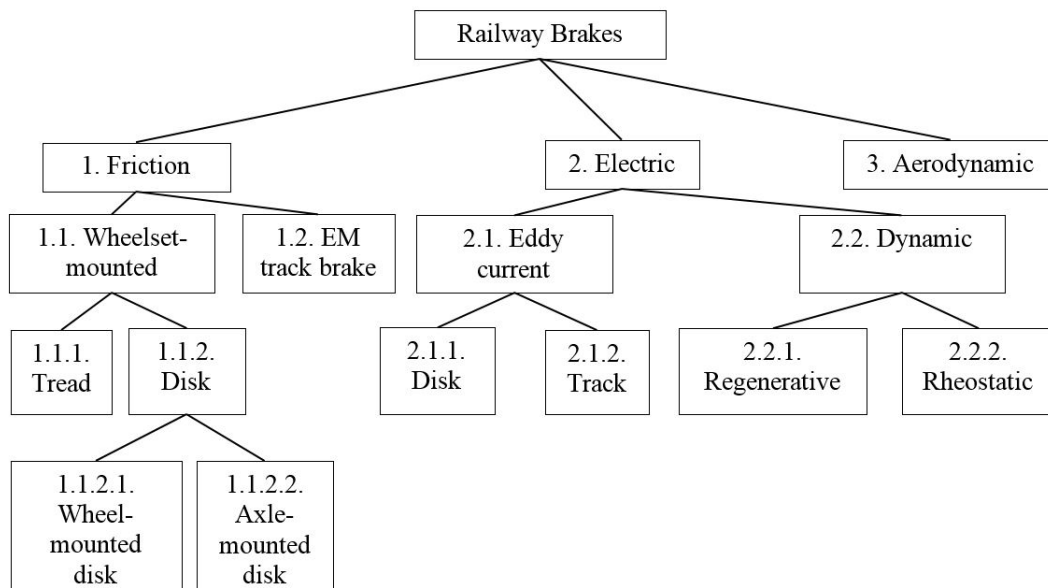 Railway Brakes
1. Friction
2. Electric
3. Aerodynamic
1.1. Wheelset-
mounted
1.2. EM
track brake
2.1. Eddy
current
2.2. Dynamic
1.1.1.
Tread
1.1.2.
Disk
2.1.1.
Disk
2.1.2.
Track
2.2.1.
Regenerative
2.2.2.
Rheostatic
1.1.2.1.
Wheel-
mounted
disk
1.1.2.2.
Axle-
mounted
disk